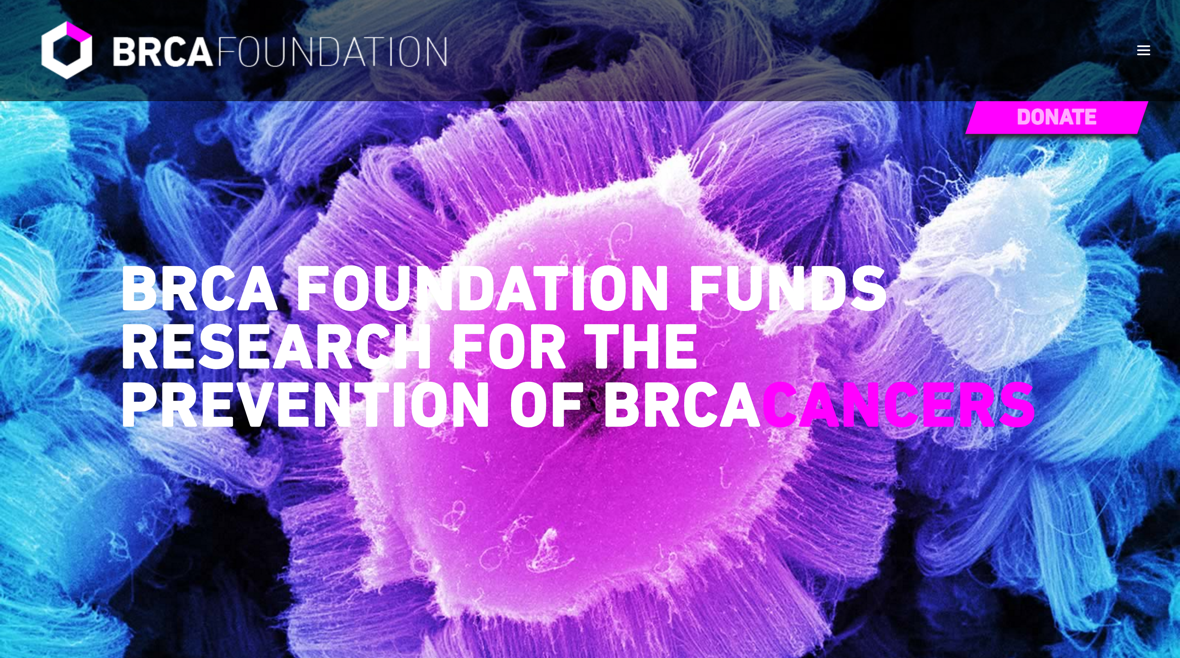 BRCAFOUNDATION
DONATE
BRCA FOUNDATION FUNDS
RESEARCH FOR THE
PREVENTION OF BRCACANCERS